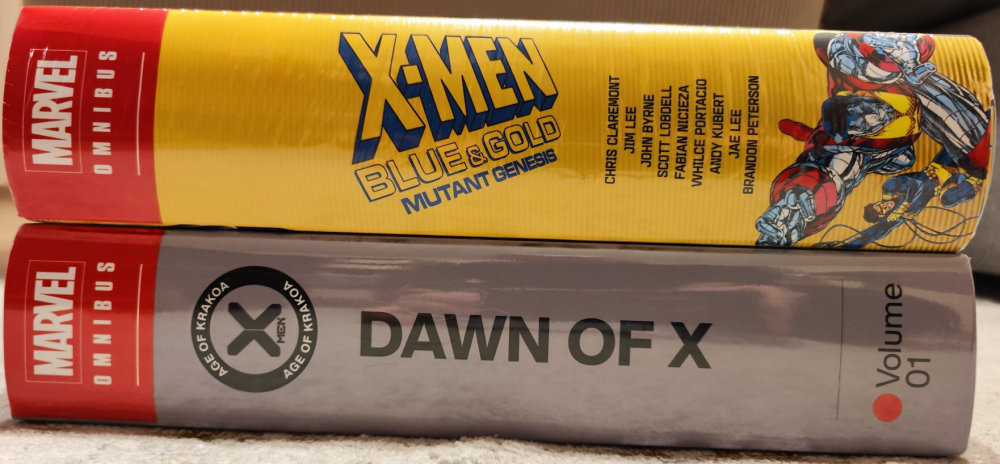 MARVEL
OMNIBUS
X-MEN
BLUE & GOLD
MUTANT GENESIS
CHRIS CLAREMONT
JIM LEE
JOHN BYRNE
SCOTT LOBDELL
FABIAN NICIEZA
WHILCE PORTACIO
ANDY KUBERT
JAE LEE
BRANDON PETERSON
MARVEL
OMNIBUS
AGE OF KRAKOA
X MEN
AGE OF KRAKOA
DAWN OF X
Volume
01